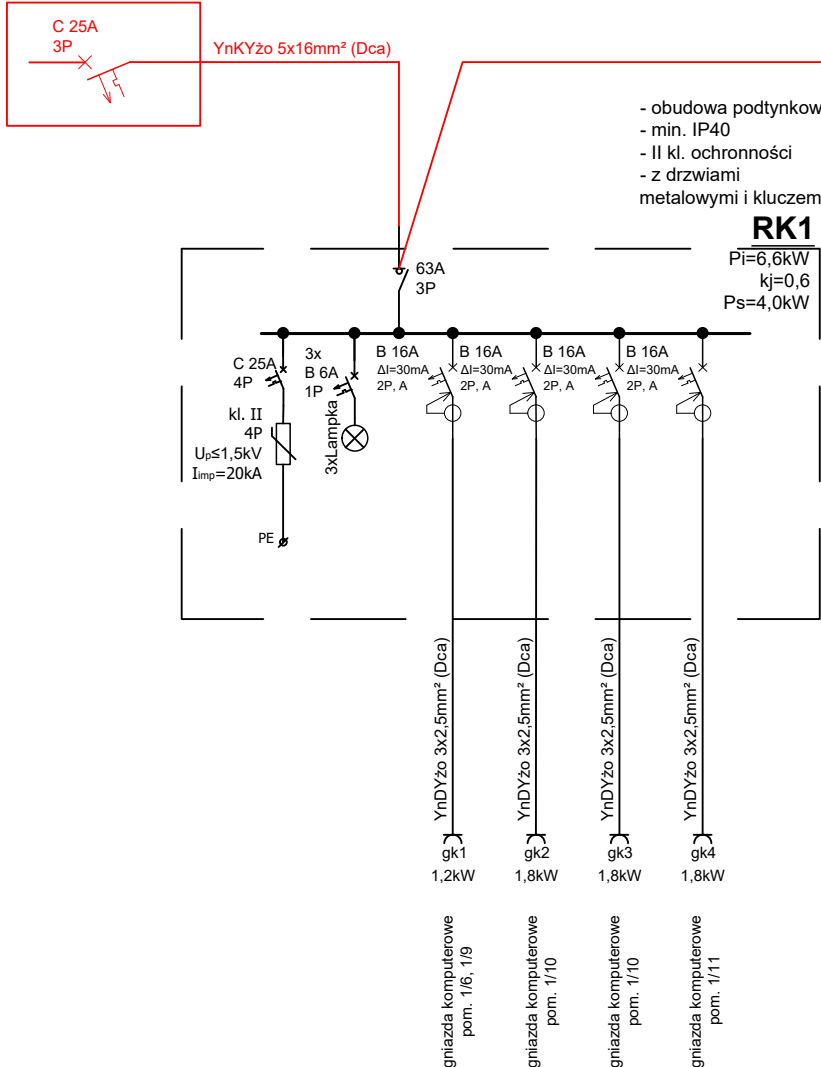 C 25A
3P
YnKYżo 5x16mm² (Dca)
- obudowa podtynkow
- min. IP40
- II kl. ochronności
- z drzwiami
metalowymi i kluczem
RK1
Pi=6,6kW
kj=0,6
Ps=4,0kW
63A
3P
C 25A
4P
kl. II
4P
Up≤1,5kV
Iimp=20kA
PE
3x
B 6A
1P
3xLampka
B 16A
ΔI=30mA
2P, A
B 16A
ΔI=30mA
2P, A
B 16A
ΔI=30mA
2P, A
B 16A
ΔI=30mA
2P, A
YnDYżo 3x2,5mm² (Dca)
YnDYżo 3x2,5mm² (Dca)
YnDYżo 3x2,5mm² (Dca)
YnDYżo 3x2,5mm² (Dca)
gk1
1,2kW
gk2
1,8kW
gk3
1,8kW
gk4
1,8kW
gniazda komputerowe
pom. 1/6, 1/9
gniazda komputerowe
pom. 1/10
gniazda komputerowe
pom. 1/10
gniazda komputerowe
pom. 1/11